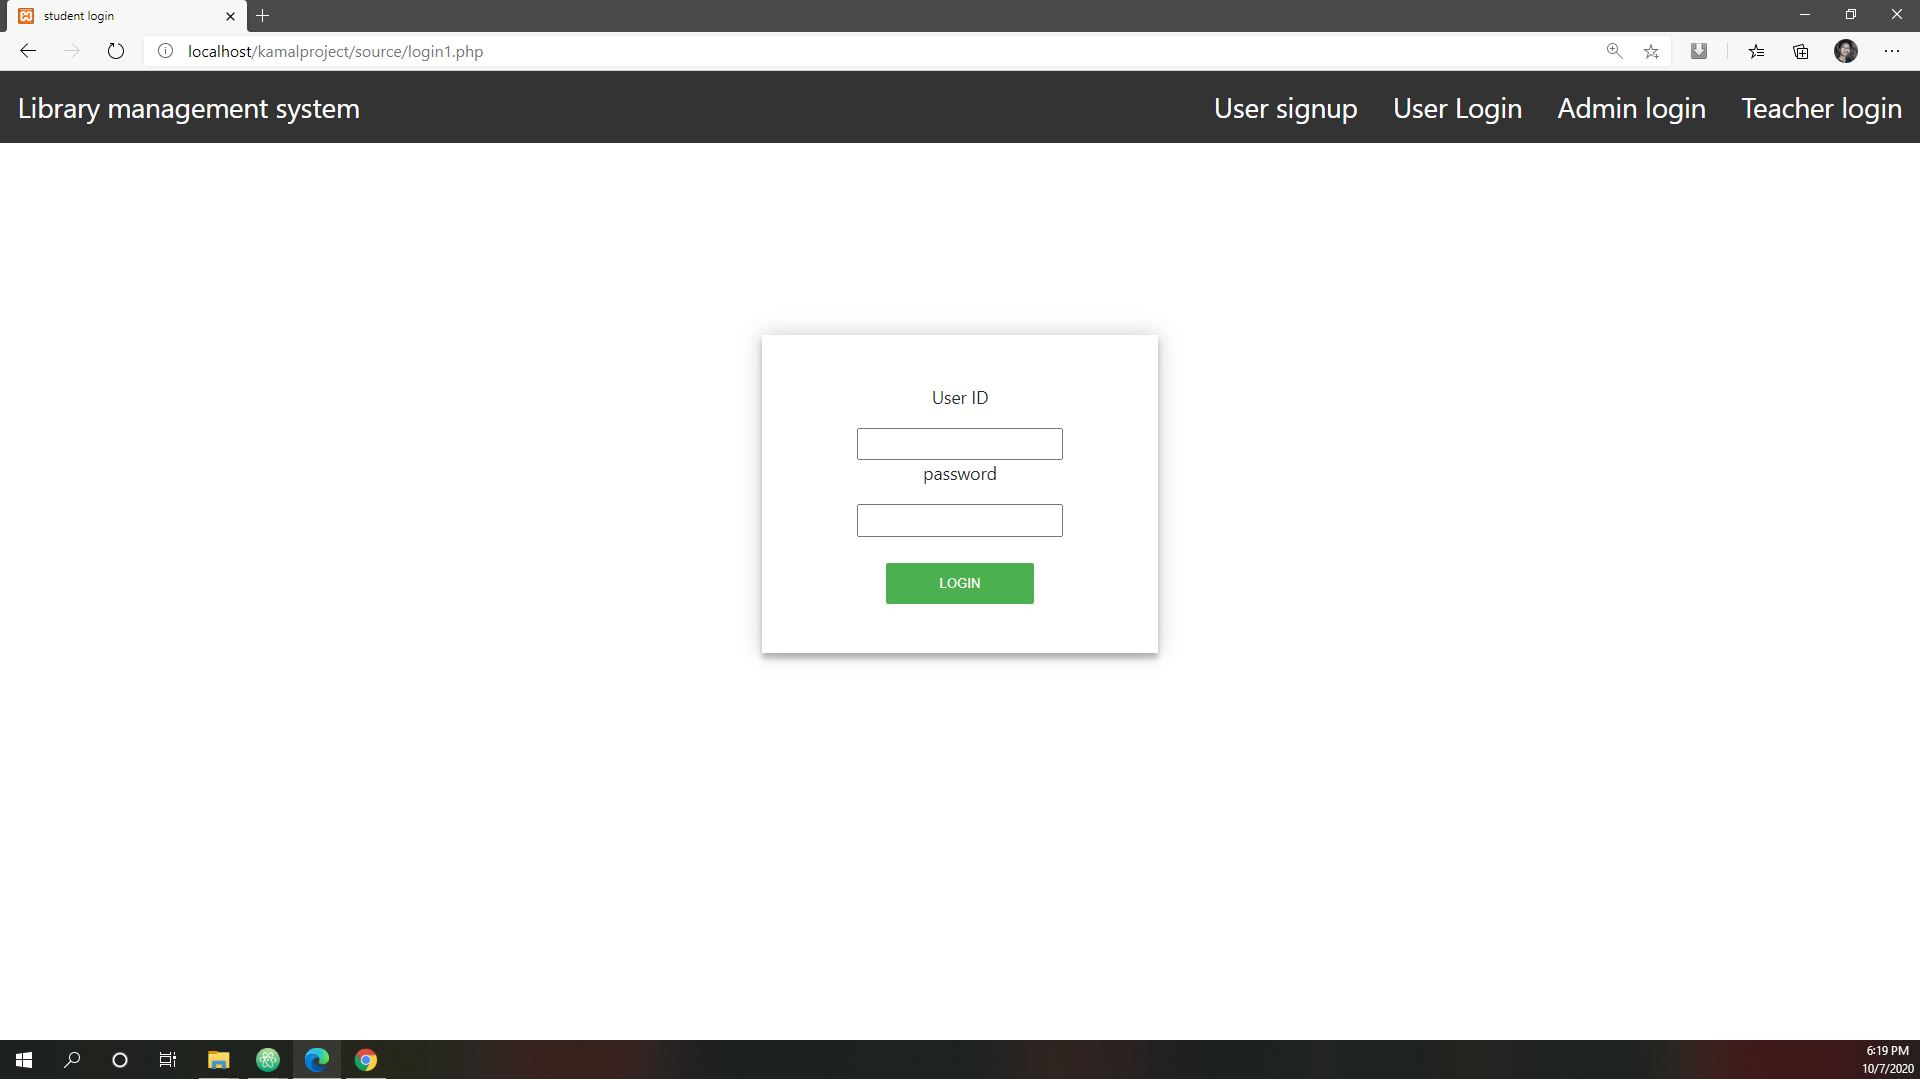 student login
localhost/kamalproject/source/login1.php
Library management system
User signup
User Login
Admin login
Teacher login
User ID
password
LOGIN
6:19 PM
10/7/2020